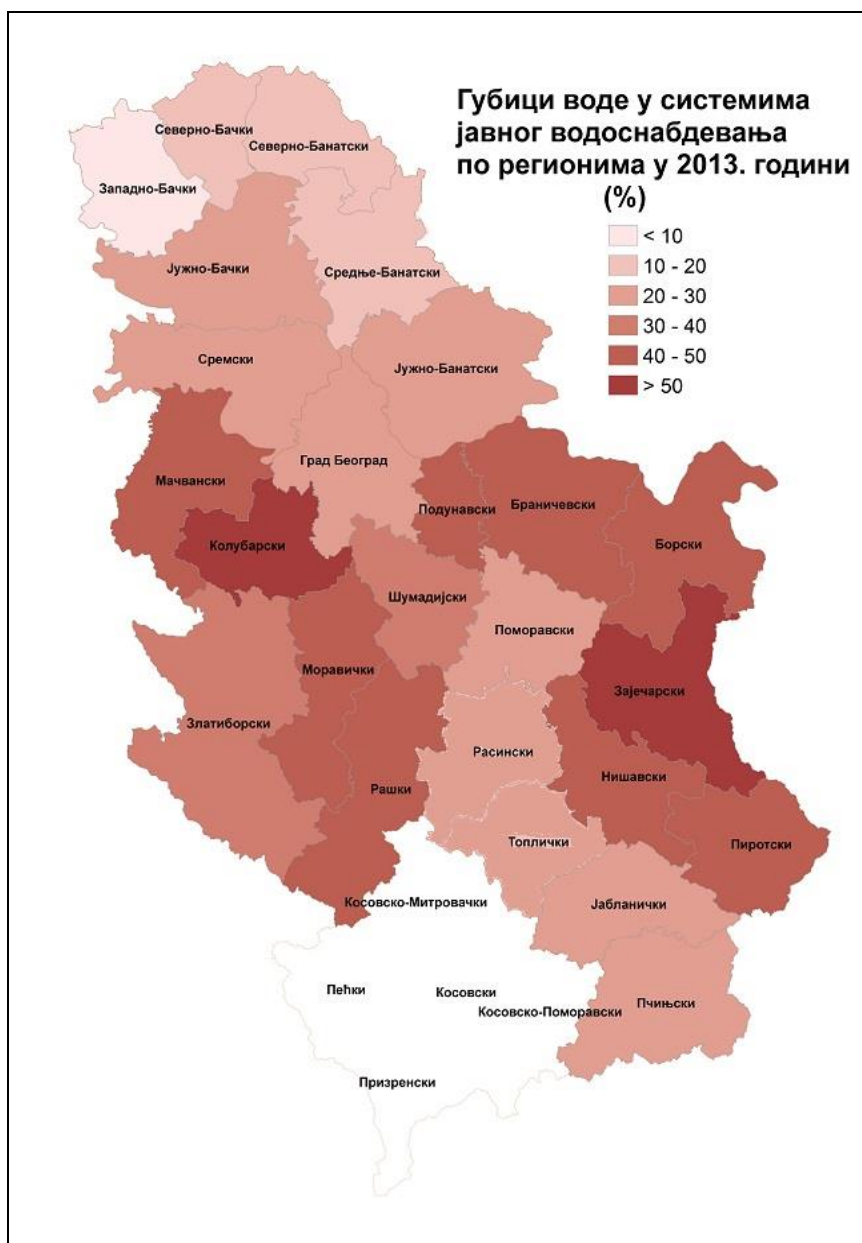 Губици воде у системима
јавног водоснабдевања
по регионима у 2013. години
(%)
< 10
10 - 20
20 - 30
30 - 40
40 - 50
> 50
Северно-Бачки
Северно-Банатски
Западно-Бачки
Јужно-Бачки
Средње-Банатски
Сремски
Јужно-Банатски
Град Београд
Мачвански
Подунавски
Браничевски
Колубарски
Борски
Шумадијски
Поморавски
Моравички
Зајечарски
Златиборски
Расински
Рашки
Нишавски
Топлички
Пиротски
Косовско-Митровачки
Јабланички
Пећки
Косовски
Косовско-Поморавски
Пчињски
Призренски